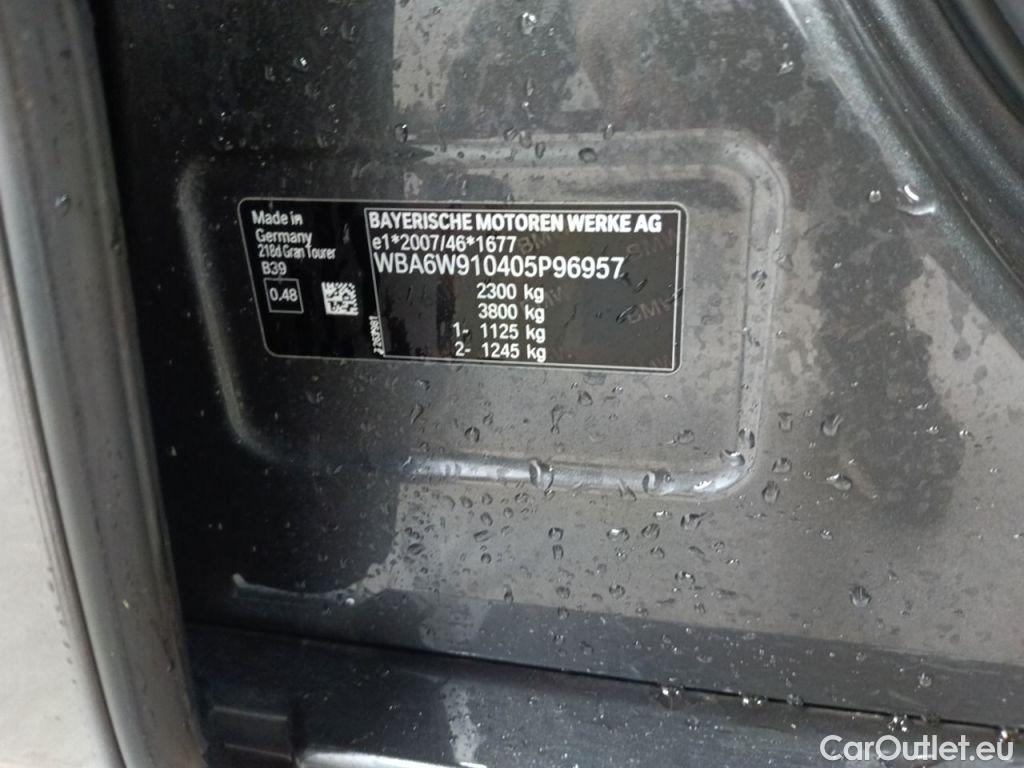 Made in
Germany
218d Gran Tourer
B39
0.48
BAYERISCHE MOTOREN WERKE AG
e1*2007/46*1677
WBA6W910405P96957
2300 kg
3800 kg
1- 1125 kg
2- 1245 kg
CarOutlet.eu